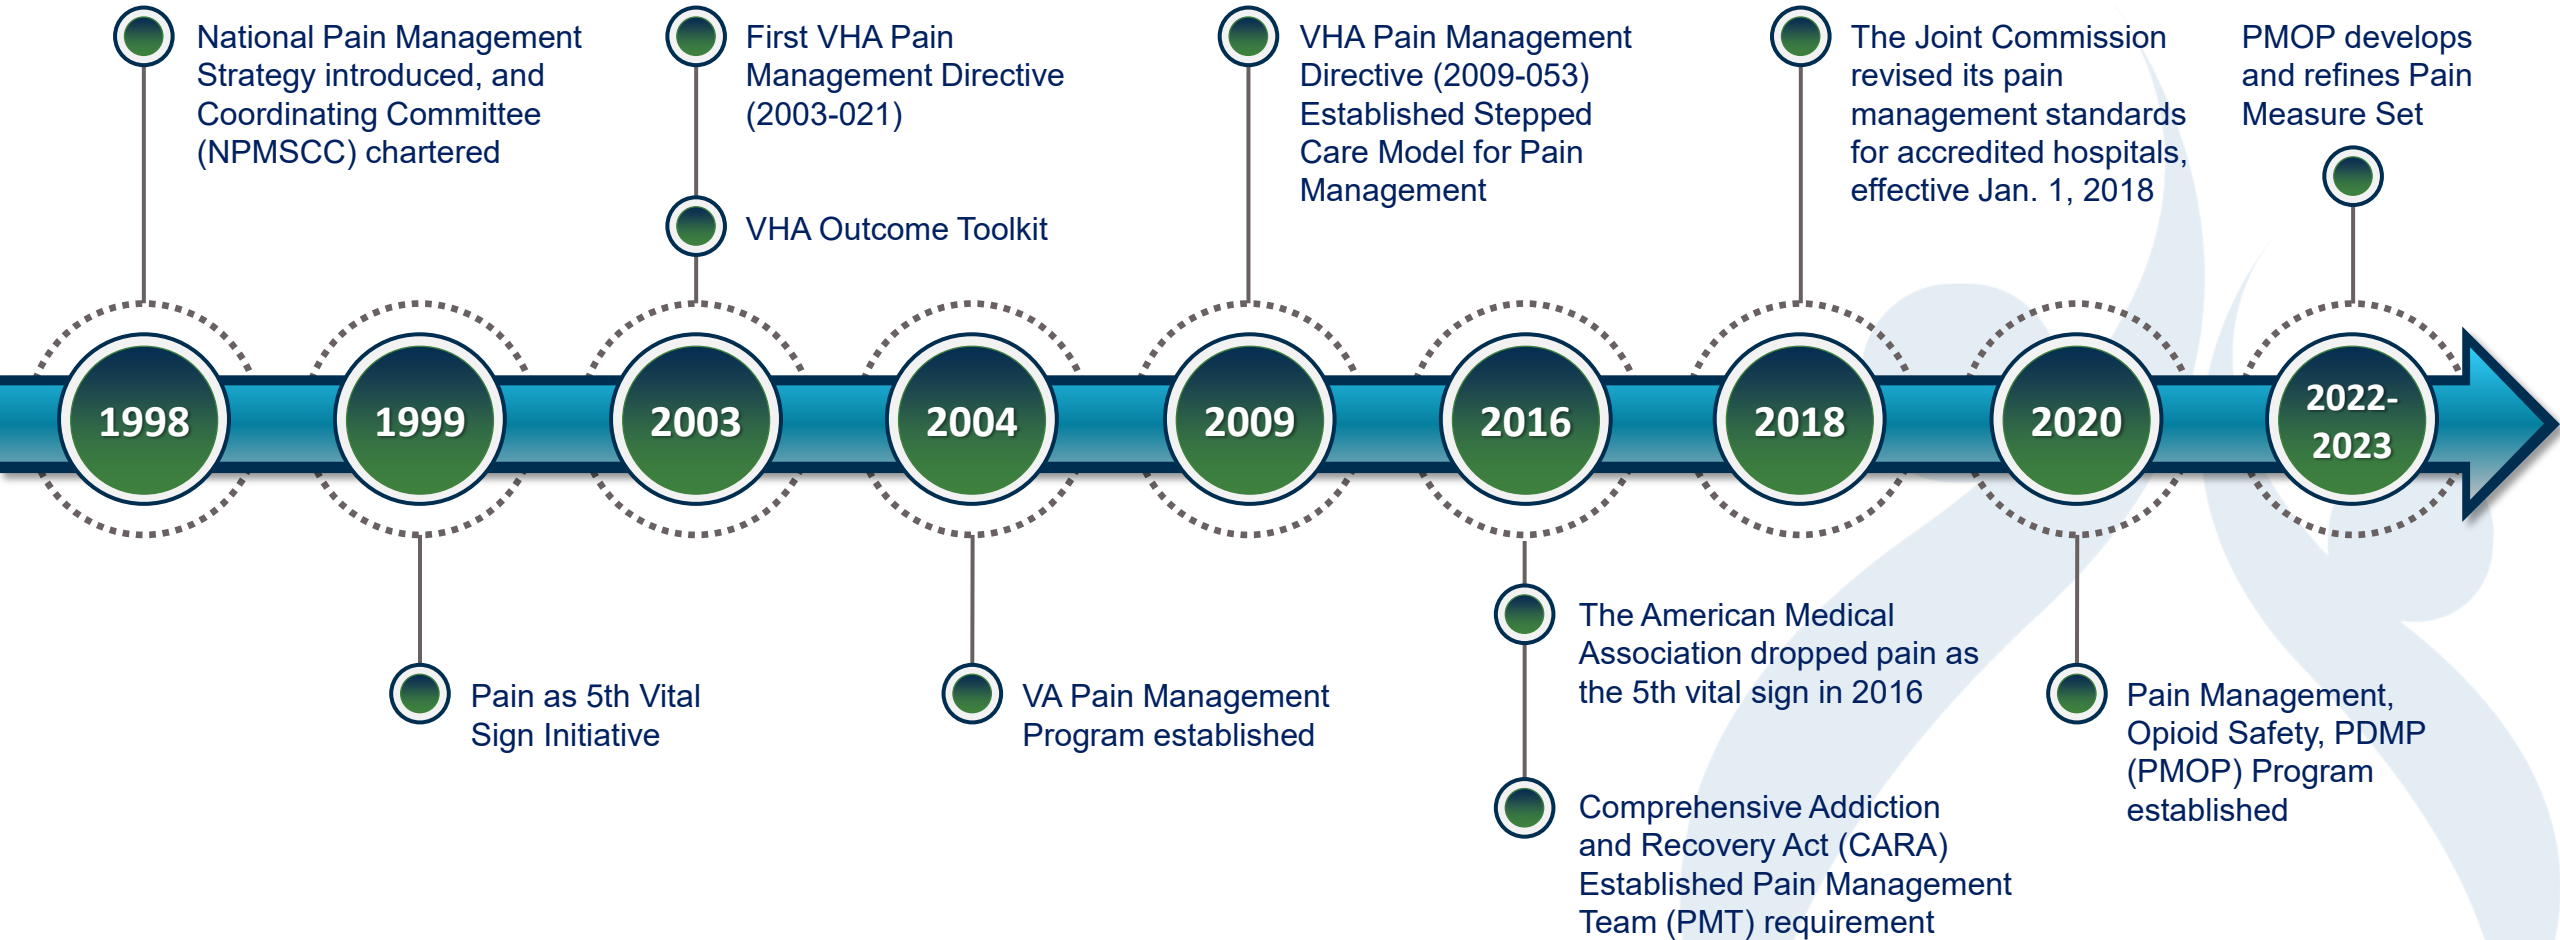 National Pain Management
Strategy introduced, and
Coordinating Committee
(NPMSCC) chartered
First VHA Pain
Management Directive
(2003-021)
VHA Outcome Toolkit
VHA Pain Management
Directive (2009-053)
Established Stepped
Care Model for Pain
Management
The Joint Commission
revised its pain
management standards
for accredited hospitals,
effective Jan. 1, 2018
PMOP develops
and refines Pain
Measure Set
1998
1999
2003
2004
2009
2016
2018
2020
2022-
2023
Pain as 5th Vital
Sign Initiative
VA Pain Management
Program established
The American Medical
Association dropped pain as
the 5th vital sign in 2016
Comprehensive Addiction
and Recovery Act (CARA)
Established Pain Management
Team (PMT) requirement
Pain Management,
Opioid Safety, PDMP
(PMOP) Program
established